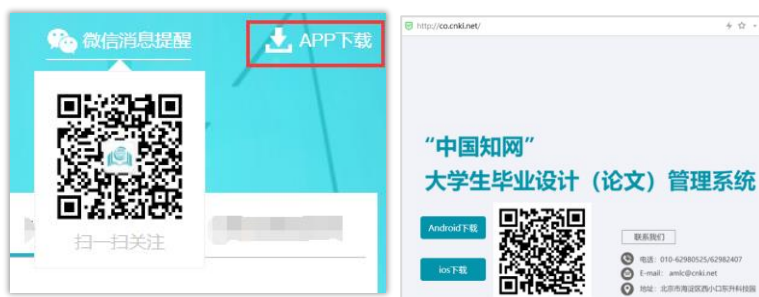 微信消息提醒
APP下载
扫一扫关注
http://co.cnki.net/
“中国知网”
大学生毕业设计（论文）管理系统
Android下载
ios下载
联系我们
电话：010-62980525/62982407
E-mail：amlc@cnki.net
地址：北京市海淀区西小口东升科技园